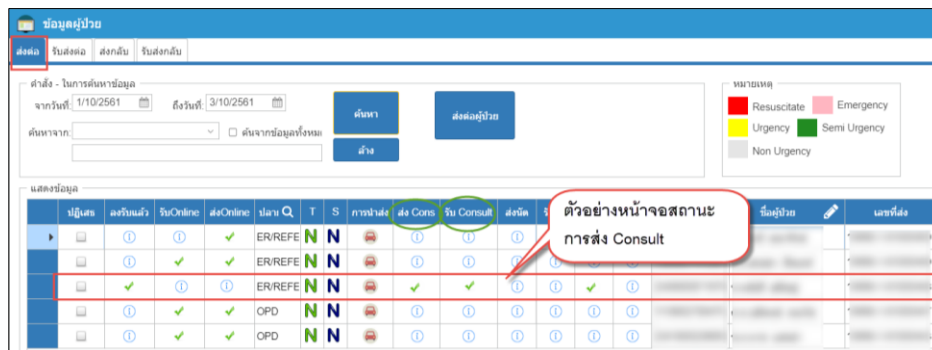 ข้อมูลผู้ป่วย
ส่งต่อ รับส่งต่อ ส่งกลับ รับส่งกลับ
คำสั่ง - ในการค้นหาข้อมูล
หมายเหตุ
จากวันที่: 1/10/2561 ถึงวันที่: 3/10/2561
ค้นหา
ส่งต่อผู้ป่วย
Resuscitate Emergency
ค้นหาจาก: ค้นจากข้อมูลทั้งหมด
Urgency Semi Urgency
ล้าง
Non Urgency
แสดงข้อมูล
ปฏิเสธ ลงรับแล้ว รับOnline ส่งOnline ปลาย T S การนำส่ง ส่ง Cons รับ Consult ส่งนัด ชื่อผู้ป่วย เลขที่ส่ง
ตัวอย่างหน้าจอสถานะ
การส่ง Consult
ER/REFE N N
ER/REFE N N
ER/REFE N N
OPD N N
OPD N N